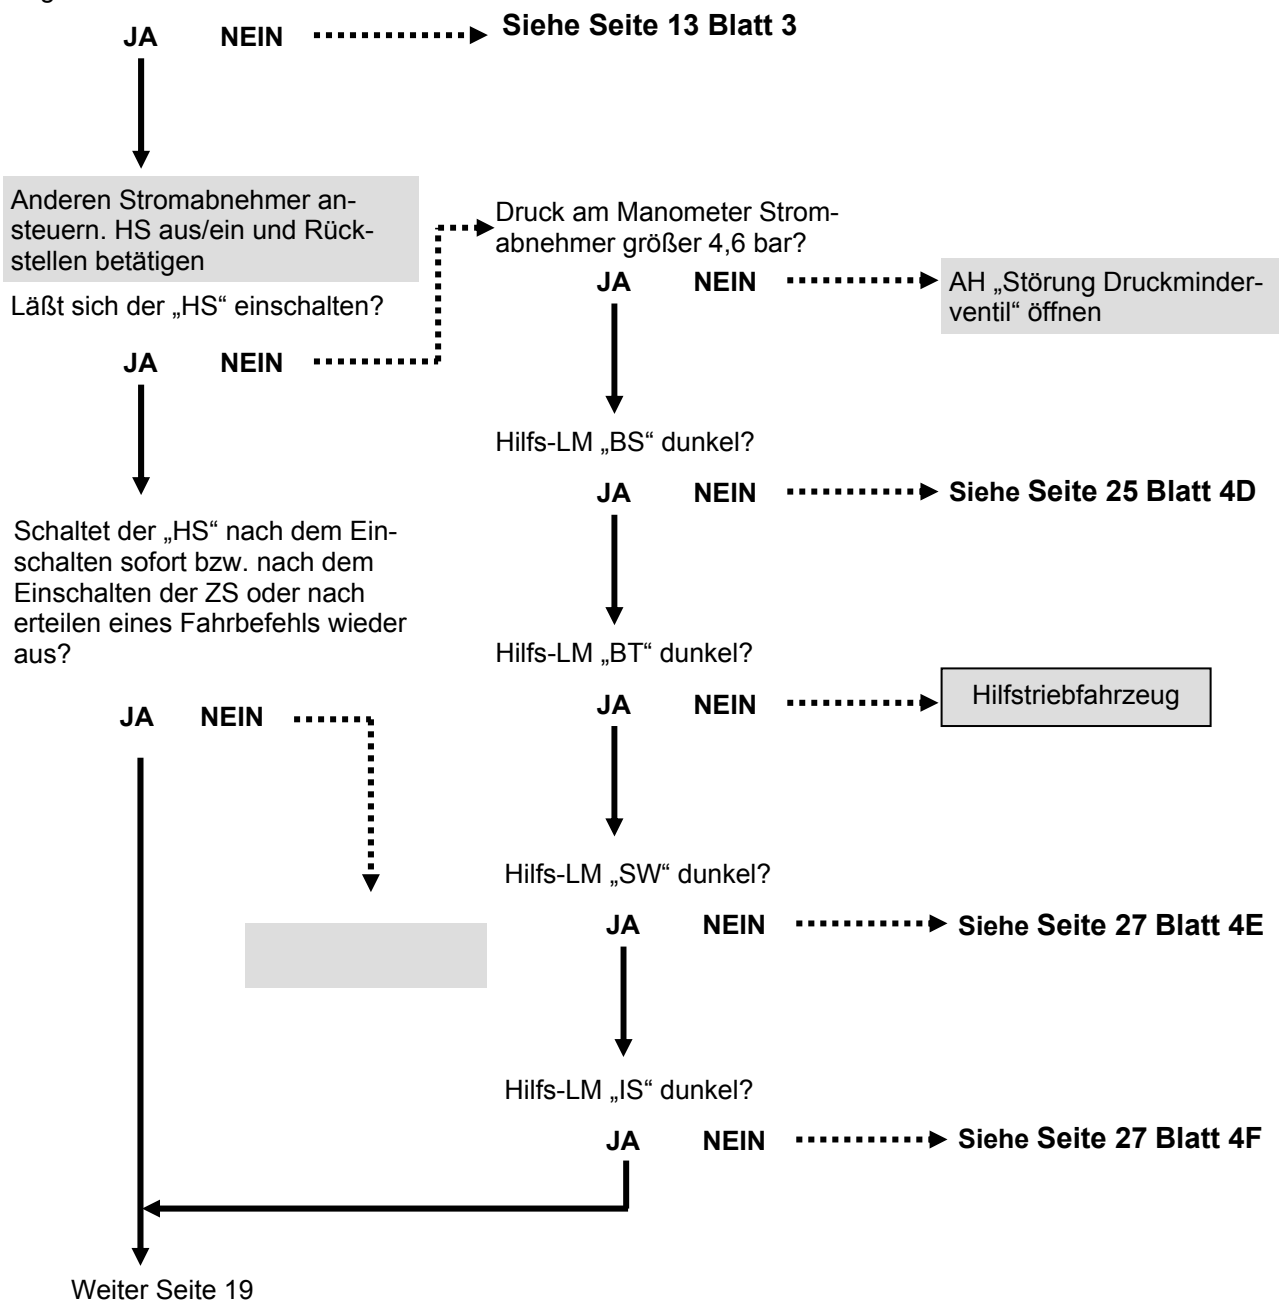 JA NEIN Siehe Seite 13 Blatt 3
Anderen Stromabnehmer an-
steuern. HS aus/ein und Rück-
stellen betätigen
Läßt sich der „HS“ einschalten?
JA NEIN
Druck am Manometer Strom-
abnehmer größer 4,6 bar?
JA NEIN
AH „Störung Druckminder-
ventil“ öffnen
Hilfs-LM „BS“ dunkel?
JA NEIN Siehe Seite 25 Blatt 4D
Schaltet der „HS“ nach dem Ein-
schalten sofort bzw. nach dem
Einschalten der ZS oder nach
erteilen eines Fahrbefehls wieder
aus?
JA NEIN
Hilfs-LM „BT“ dunkel?
JA NEIN Hilfstriebfahrzeug
Hilfs-LM „SW“ dunkel?
JA NEIN Siehe Seite 27 Blatt 4E
Hilfs-LM „IS“ dunkel?
JA NEIN Siehe Seite 27 Blatt 4F
Weiter Seite 19